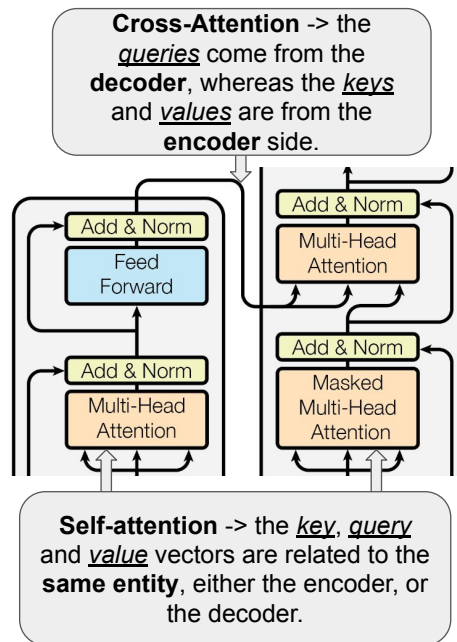 Cross-Attention -> the
queries come from the
decoder, whereas the keys
and values are from the
encoder side.
Add & Norm
Feed
Forward
Add & Norm
Multi-Head
Attention
Add & Norm
Multi-Head
Attention
Add & Norm
Masked
Multi-Head
Attention
Self-attention -> the key, query
and value vectors are related to the
same entity, either the encoder, or
the decoder.